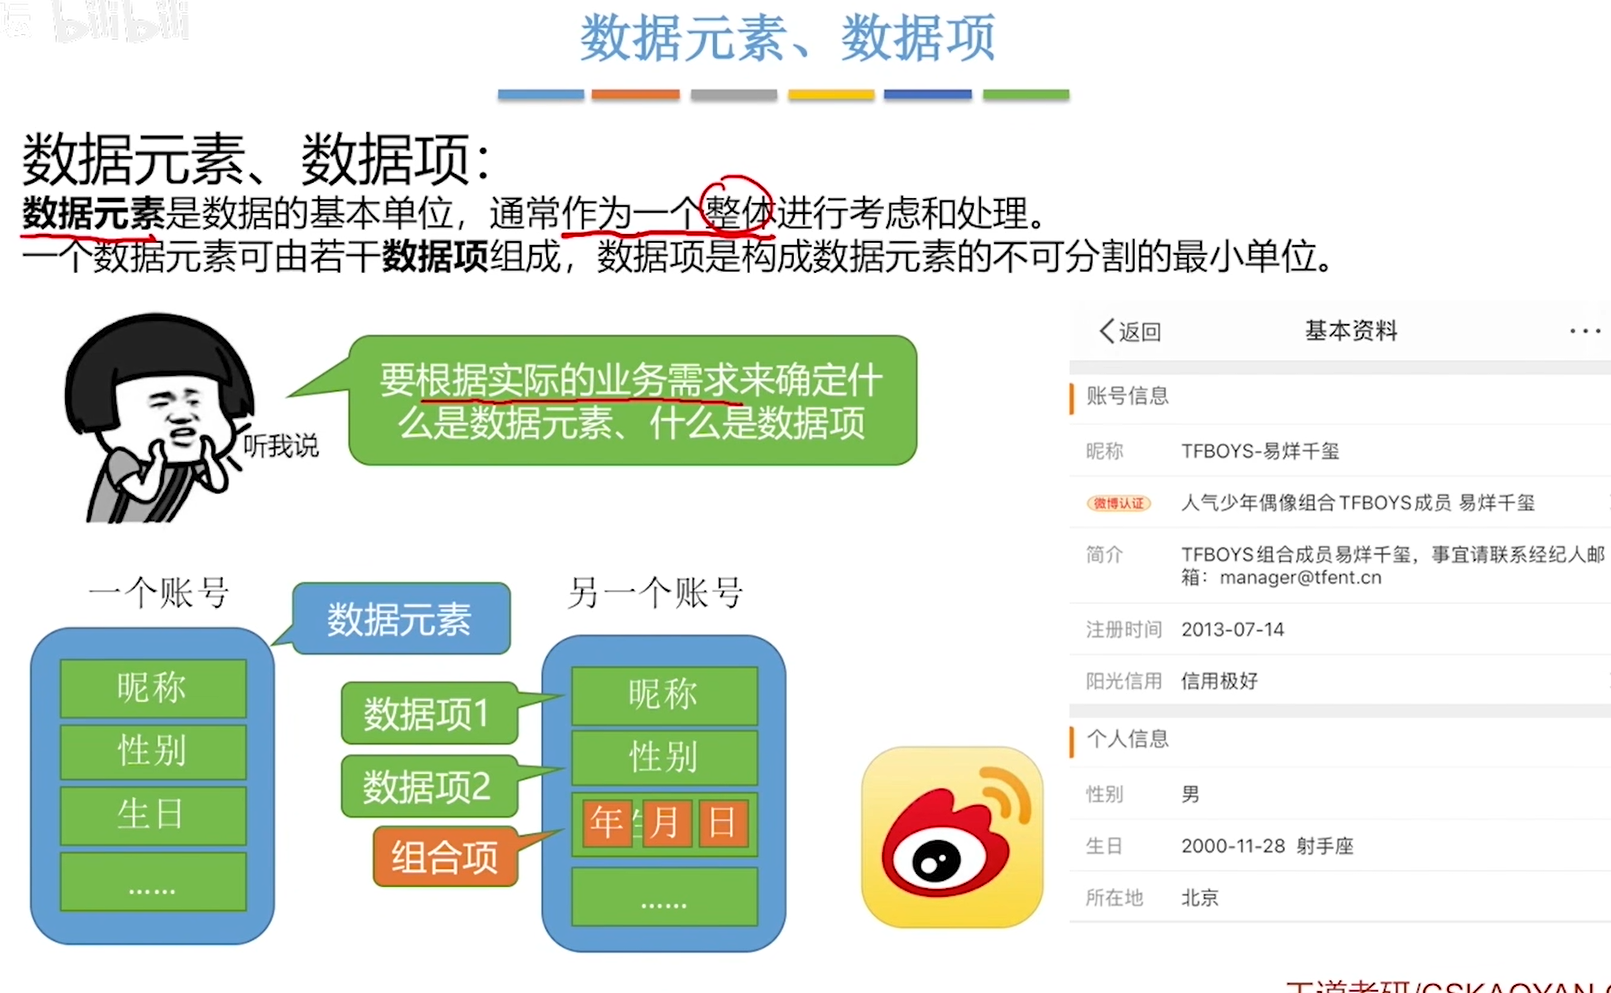 bilibili
数据元素、数据项
数据元素、数据项：
数据元素是数据的基本单位，通常作为一个整体进行考虑和处理。
一个数据元素可由若干数据项组成，数据项是构成数据元素的不可分割的最小单位。
听我说
要根据实际的业务需求来确定什
么是数据元素、什么是数据项
一个账号
数据元素
昵称
性别
生日
……
另一个账号
数据项1
数据项2
组合项
昵称
性别
年 月 日
……
返回
基本资料
···
账号信息
昵称 TFBOYS-易烊千玺
微博认证 人气少年偶像组合TFBOYS成员 易烊千玺
简介 TFBOYS组合成员易烊千玺，事宜请联系经纪人邮
箱：manager@tfent.cn
注册时间 2013-07-14
阳光信用 信用极好
个人信息
性别 男
生日 2000-11-28 射手座
所在地 北京
王道考研/CSKAOYAN